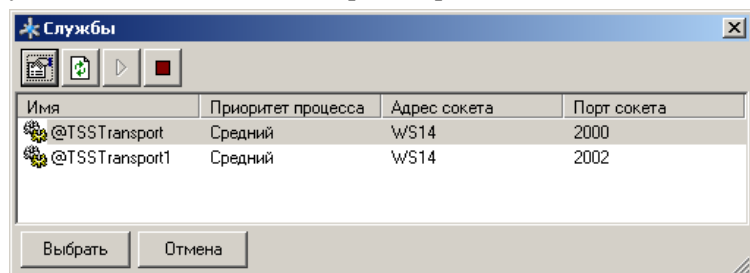 Службы
Имя Приоритет процесса Адрес сокета Порт сокета
@TSSTransport Средний WS14 2000
@TSSTransport1 Средний WS14 2002
Выбрать Отмена